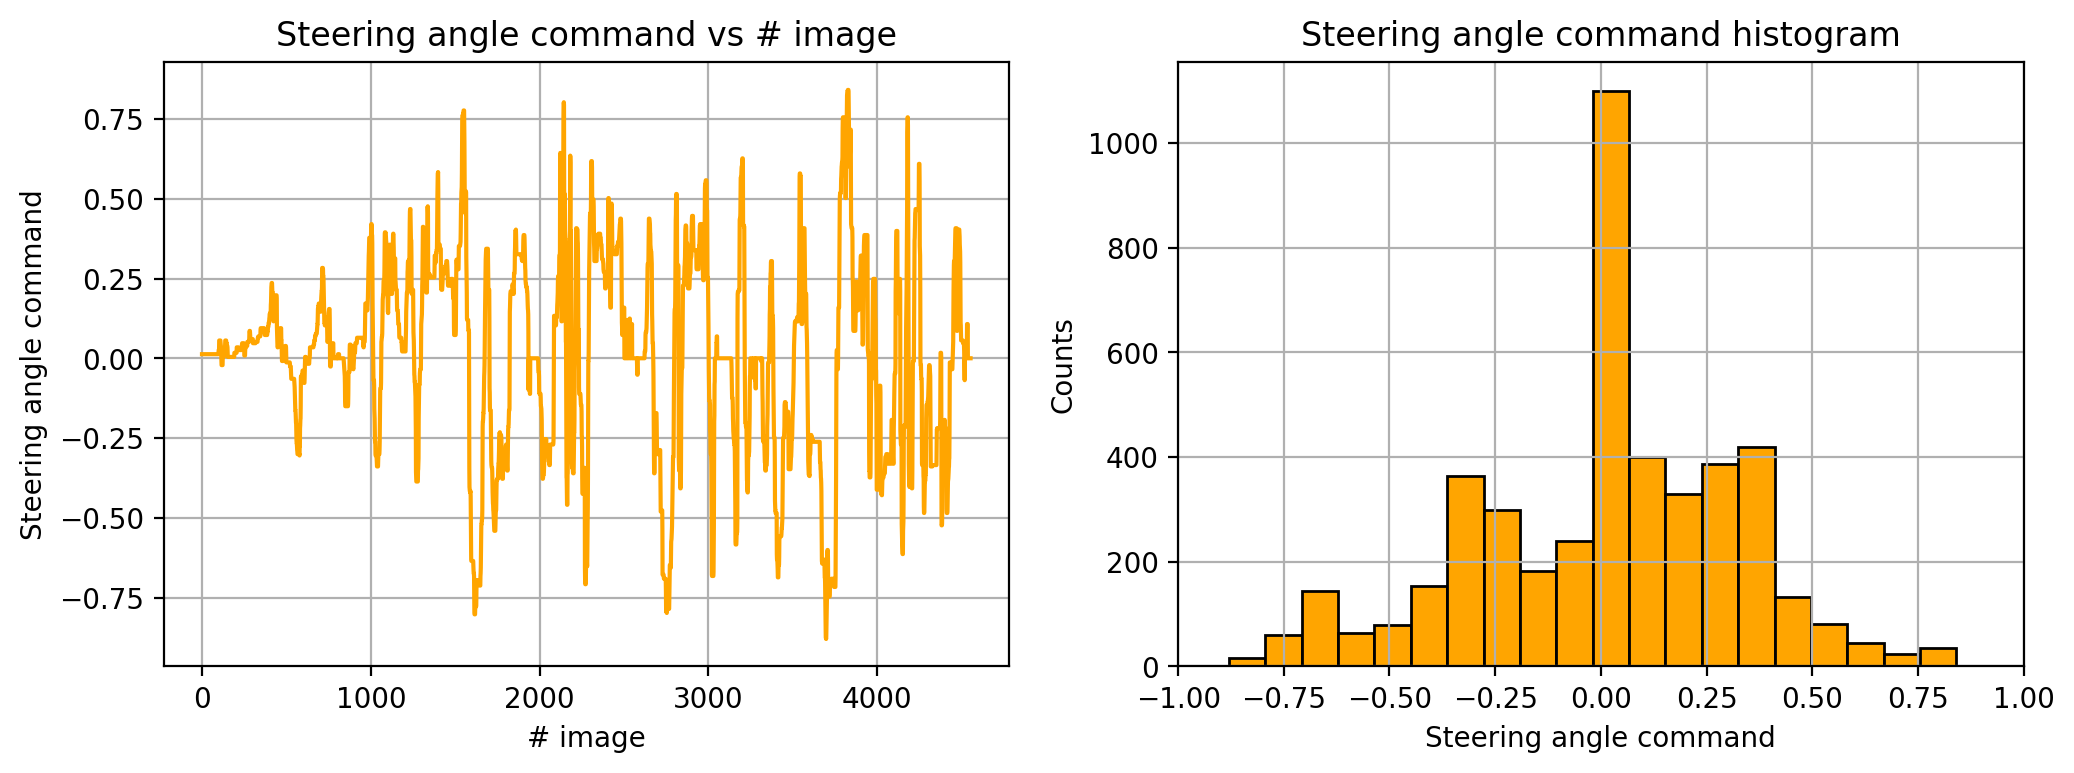 Steering angle command vs # image
Steering angle command
0.75
0.50
0.25
0.00
−0.25
−0.50
−0.75
0 1000 2000 3000 4000
# image
Steering angle command histogram
Counts
1000
800
600
400
200
0
−1.00 −0.75 −0.50 −0.25 0.00 0.25 0.50 0.75 1.00
Steering angle command